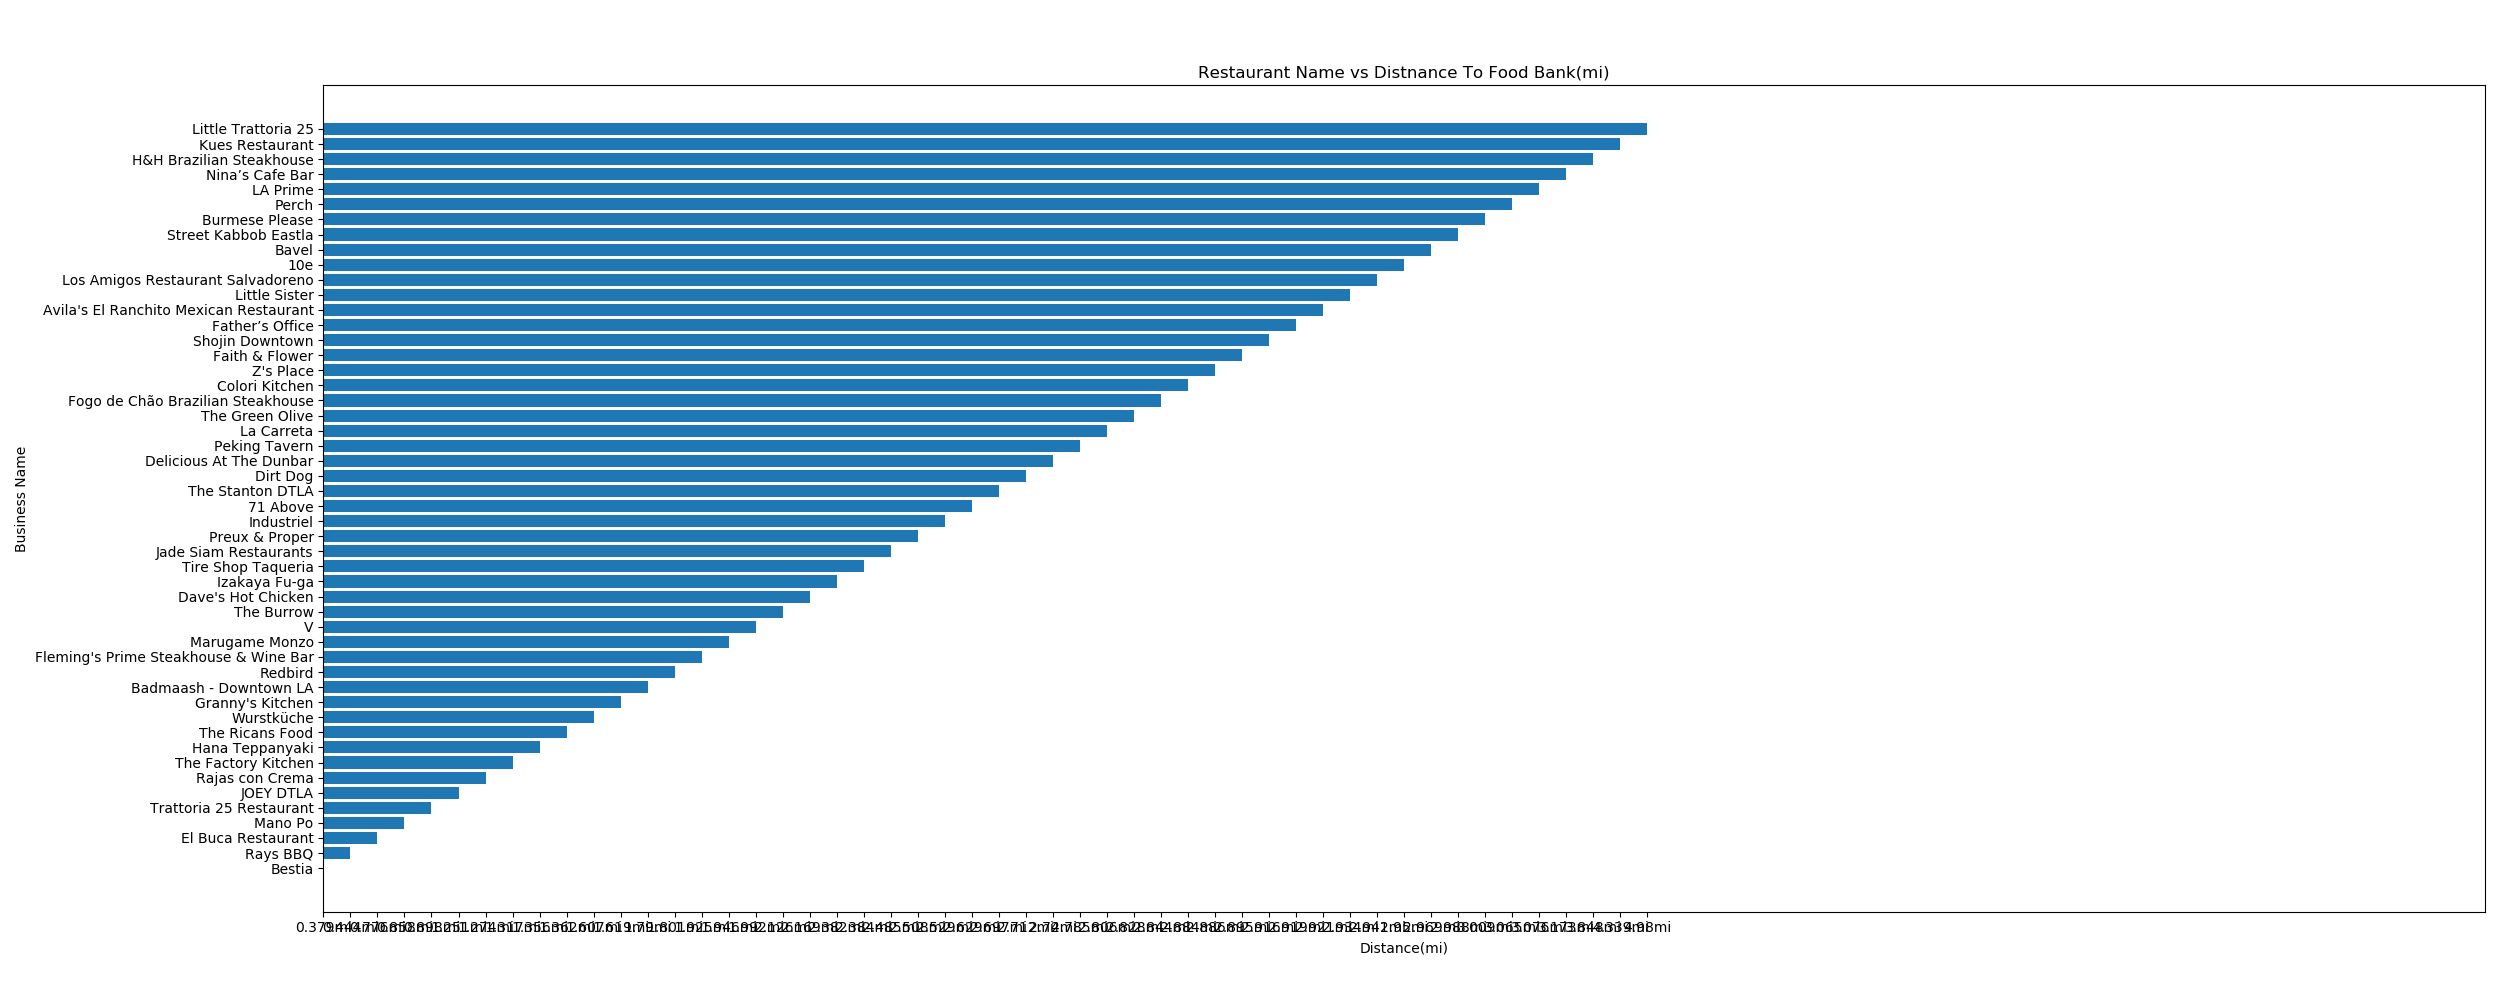 Restaurant Name vs Distnance To Food Bank(mi)
Business Name
Little Trattoria 25
Kues Restaurant
H&H Brazilian Steakhouse
Nina’s Cafe Bar
LA Prime
Perch
Burmese Please
Street Kabbob Eastla
Bavel
10e
Los Amigos Restaurant Salvadoreno
Little Sister
Avila's El Ranchito Mexican Restaurant
Father’s Office
Shojin Downtown
Faith & Flower
Z's Place
Colori Kitchen
Fogo de Chão Brazilian Steakhouse
The Green Olive
La Carreta
Peking Tavern
Delicious At The Dunbar
Dirt Dog
The Stanton DTLA
71 Above
Industriel
Preux & Proper
Jade Siam Restaurants
Tire Shop Taqueria
Izakaya Fu-ga
Dave's Hot Chicken
The Burrow
V
Marugame Monzo
Fleming's Prime Steakhouse & Wine Bar
Redbird
Badmaash - Downtown LA
Granny's Kitchen
Wurstküche
The Ricans Food
Hana Teppanyaki
The Factory Kitchen
Rajas con Crema
JOEY DTLA
Trattoria 25 Restaurant
Mano Po
El Buca Restaurant
Rays BBQ
Bestia
Distance(mi)